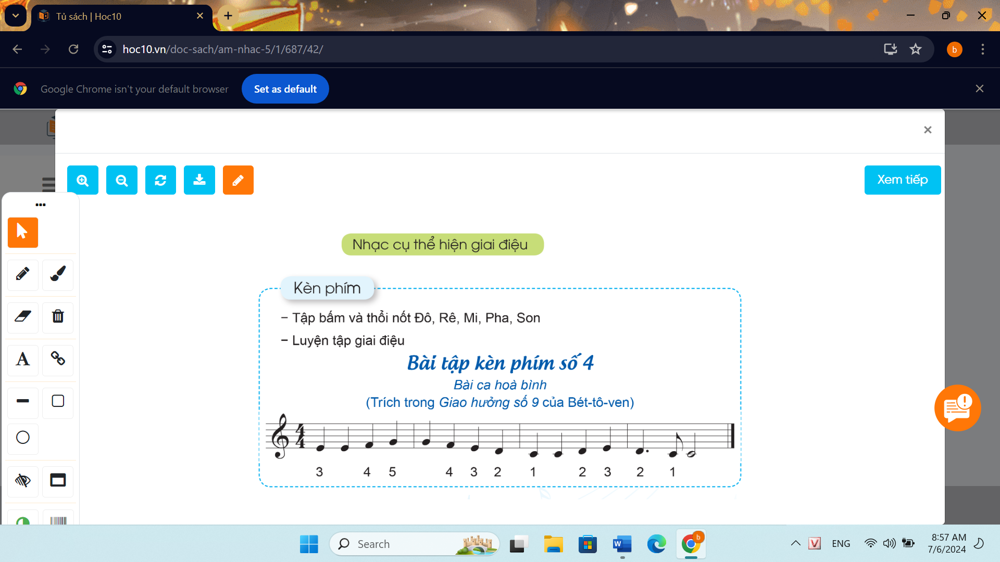 Tủ sách | Hoc10
hoc10.vn/doc-sach/am-nhac-5/1/687/42/
b
Google Chrome isn't your default browser
Set as default
Xem tiếp
Nhạc cụ thể hiện giai điệu
Kèn phím
– Tập bấm và thổi nốt Đô, Rê, Mi, Pha, Son
– Luyện tập giai điệu
Bài tập kèn phím số 4
Bài ca hoà bình
(Trích trong Giao hưởng số 9 của Bét-tô-ven)
4
4
3 4 5 4 3 2 1 2 3 2 1
A
Search
W
b
V
ENG
8:57 AM
7/6/2024